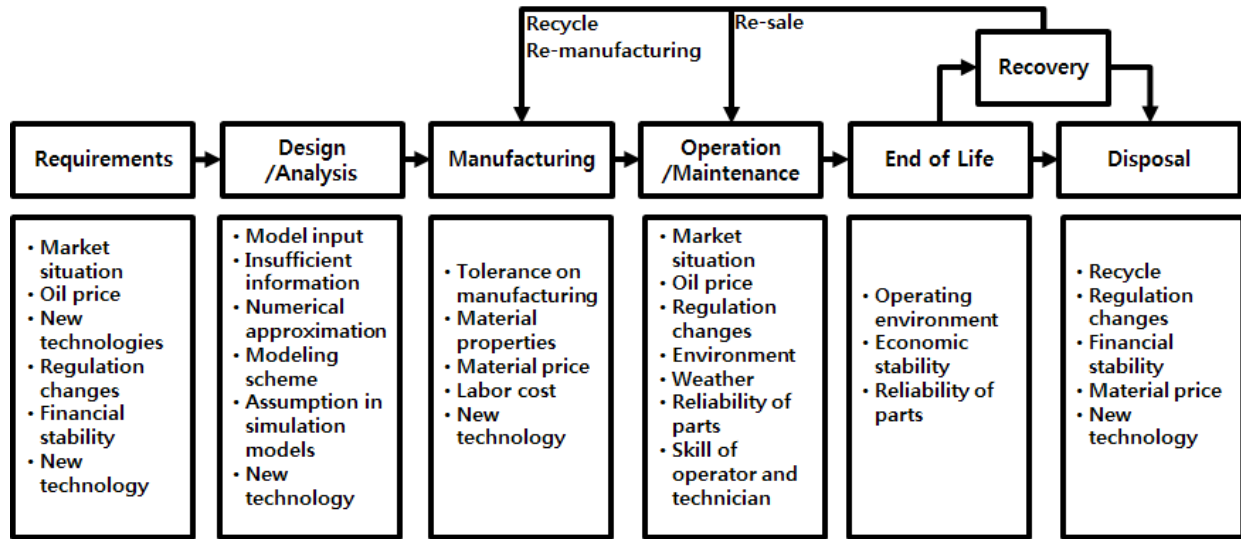 Recycle
Re-manufacturing
Re-sale
Recovery
Requirements
Design
/Analysis
Manufacturing
Operation
/Maintenance
End of Life
Disposal
• Market
situation
• Oil price
• New
technologies
• Regulation
changes
• Financial
stability
• New
technology
• Model input
• Insufficient
information
• Numerical
approximation
• Modeling
scheme
• Assumption in
simulation
models
• New
technology
• Tolerance on
manufacturing
• Material
properties
• Material price
• Labor cost
• New
technology
• Market
situation
• Oil price
• Regulation
changes
• Environment
• Weather
• Reliability of
parts
• Skill of
operator and
technician
• Operating
environment
• Economic
stability
• Reliability of
parts
• Recycle
• Regulation
changes
• Financial
stability
• Material price
• New
technology